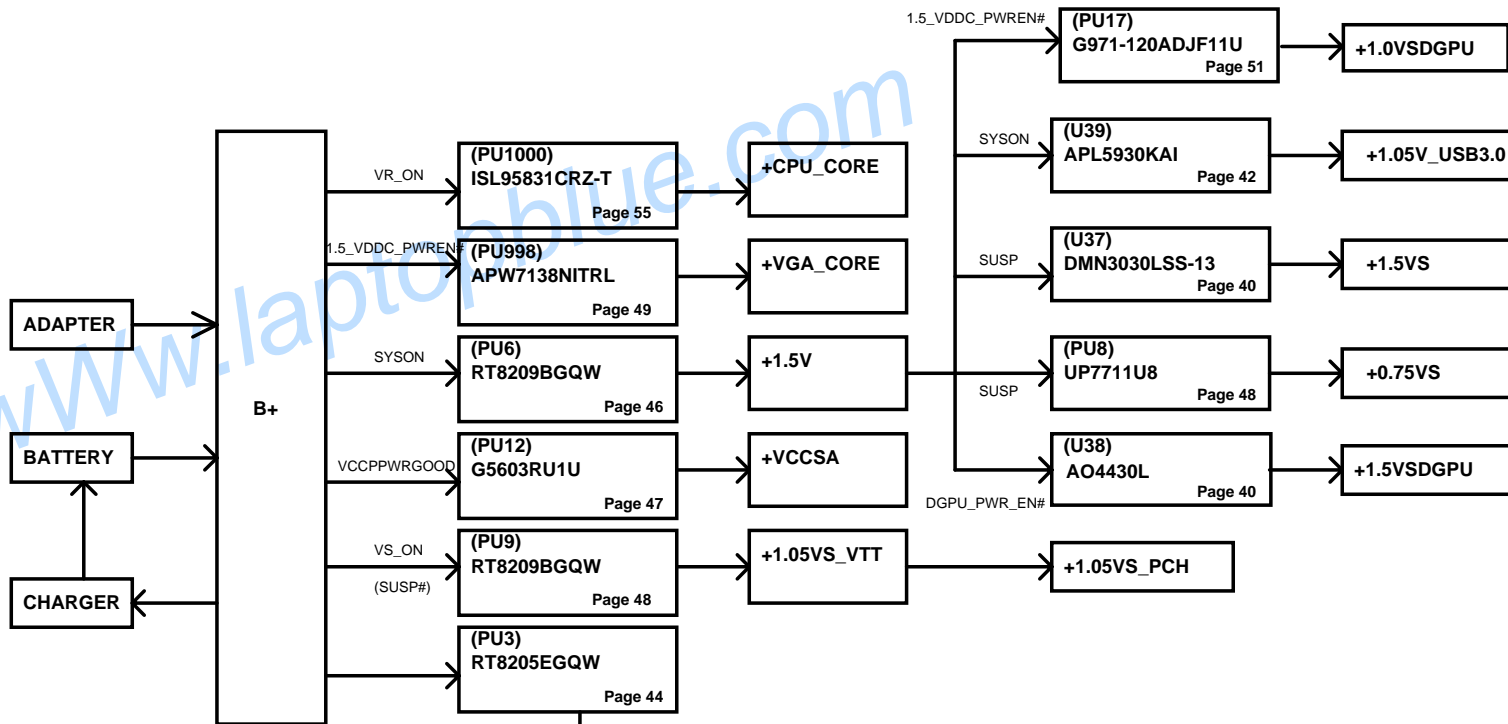 ADAPTER
BATTERY
CHARGER
B+
VR_ON
(PU1000)
ISL95831CRZ-T
Page 55
+CPU_CORE
1.5_VDDC_PWREN#
(PU998)
APW7138NITRL
Page 49
+VGA_CORE
SYSON
(PU6)
RT8209BGQW
Page 46
+1.5V
VCCPPWRGOOD
(PU12)
G5603RU1U
Page 47
+VCCSA
VS_ON
(SUSP#)
(PU9)
RT8209BGQW
Page 48
+1.05VS_VTT
+1.05VS_PCH
(PU3)
RT8205EGQW
Page 44
1.5_VDDC_PWREN#
(PU17)
G971-120ADJF11U
Page 51
+1.0VSDGPU
SYSON
(U39)
APL5930KAI
Page 42
+1.05V_USB3.0
SUSP
(U37)
DMN3030LSS-13
Page 40
+1.5VS
SUSP
(PU8)
UP7711U8
Page 48
+0.75VS
DGPU_PWR_EN#
(U38)
AO4430L
Page 40
+1.5VSDGPU
wWw.laptopblue.com